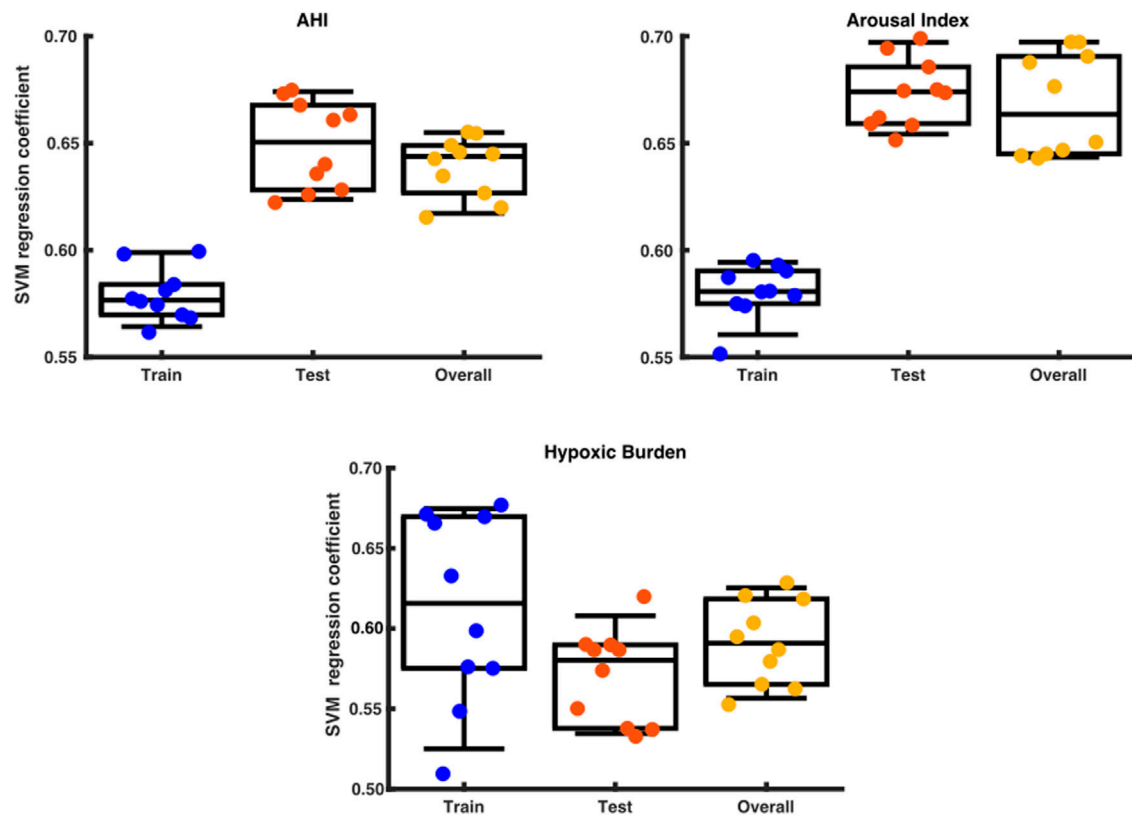 AHI
SVM regression coefficient
0.70
0.65
0.60
0.55
Train Test Overall
Arousal Index
0.70
0.65
0.60
0.55
Train Test Overall
Hypoxic Burden
SVM regression coefficient
0.70
0.65
0.60
0.55
0.50
Train Test Overall